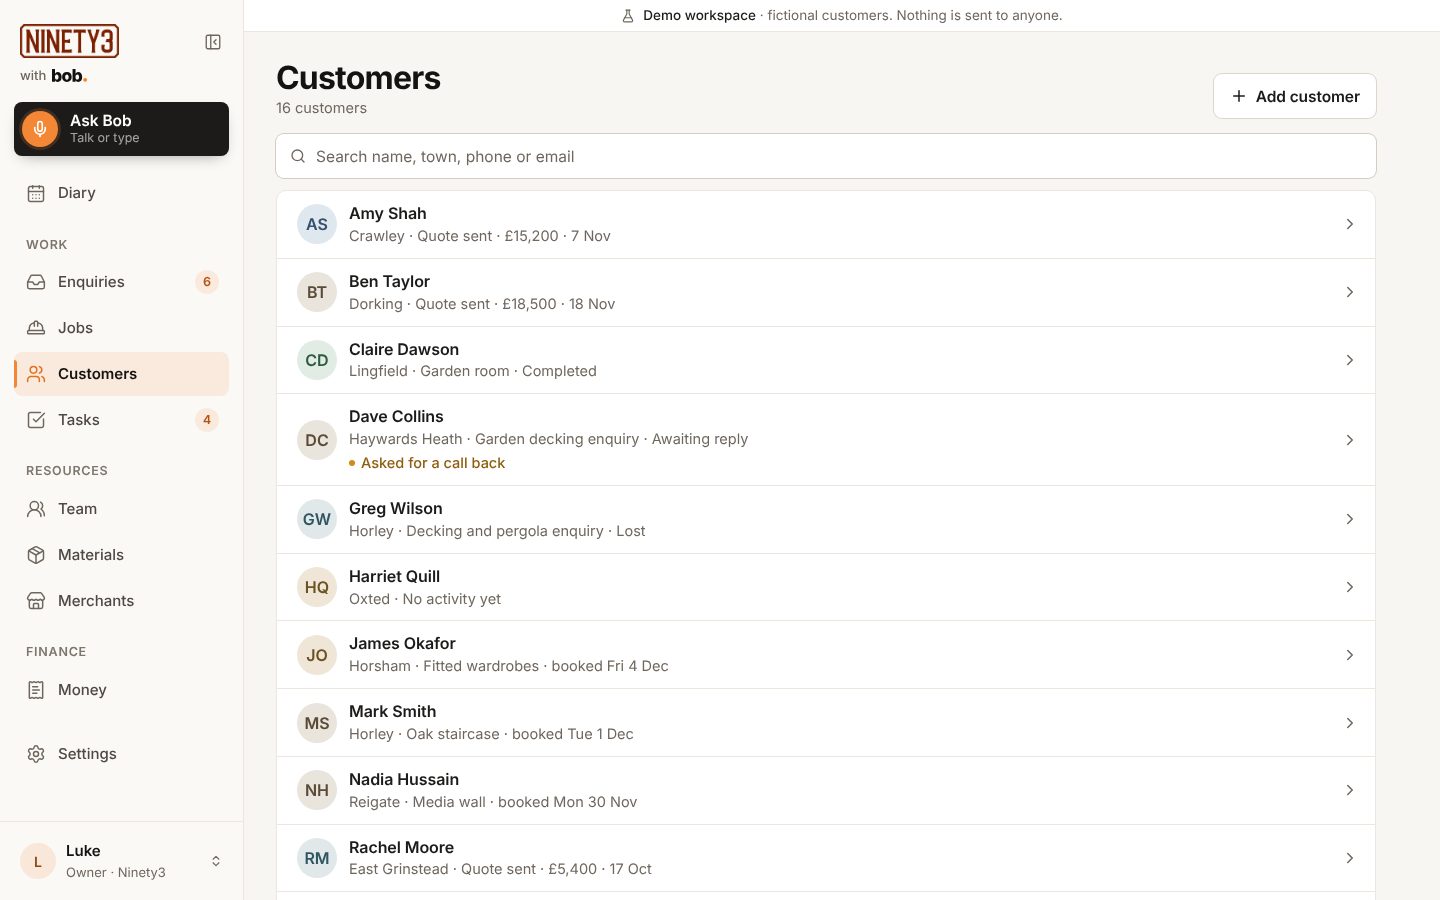 NINETY3
with bob.
Ask Bob
Talk or type
Diary
WORK
Enquiries 6
Jobs
Customers
Tasks 4
RESOURCES
Team
Materials
Merchants
FINANCE
Money
Settings
L
Luke
Owner · Ninety3
Demo workspace · fictional customers. Nothing is sent to anyone.
Customers
16 customers
Add customer
Search name, town, phone or email
AS
Amy Shah
Crawley · Quote sent · £15,200 · 7 Nov
BT
Ben Taylor
Dorking · Quote sent · £18,500 · 18 Nov
CD
Claire Dawson
Lingfield · Garden room · Completed
DC
Dave Collins
Haywards Heath · Garden decking enquiry · Awaiting reply
Asked for a call back
GW
Greg Wilson
Horley · Decking and pergola enquiry · Lost
HQ
Harriet Quill
Oxted · No activity yet
JO
James Okafor
Horsham · Fitted wardrobes · booked Fri 4 Dec
MS
Mark Smith
Horley · Oak staircase · booked Tue 1 Dec
NH
Nadia Hussain
Reigate · Media wall · booked Mon 30 Nov
RM
Rachel Moore
East Grinstead · Quote sent · £5,400 · 17 Oct